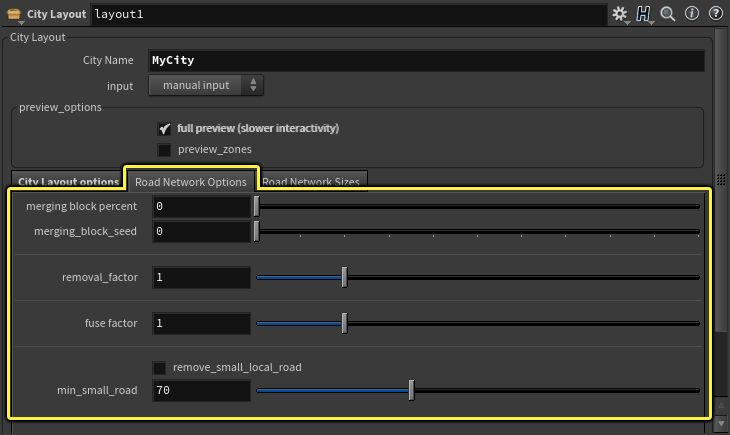 City Layout layout1
City Layout
City Name MyCity
input manual input
preview_options
full preview (slower interactivity)
preview_zones
City Layout options Road Network Options Road Network Sizes
merging block percent 0
merging_block_seed 0
removal_factor 1
fuse factor 1
remove_small_local_road
min_small_road 70